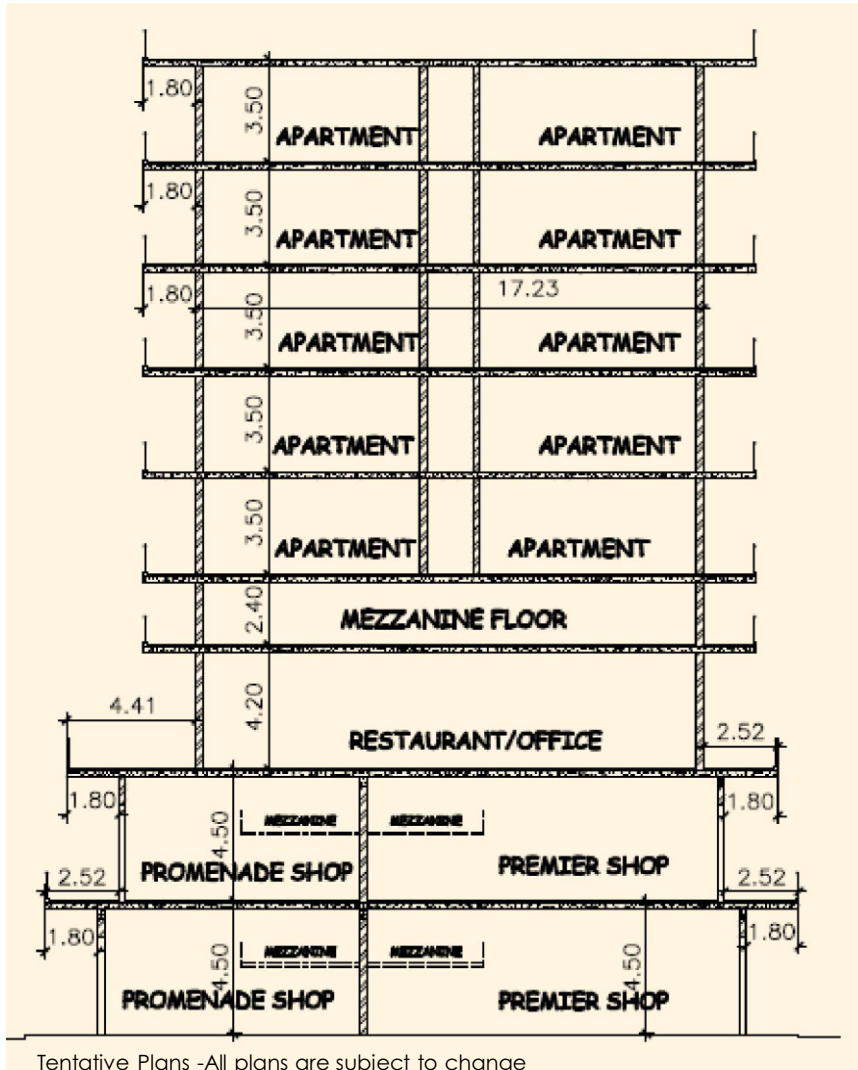 1.80
3.50
APARTMENT APARTMENT
1.80
3.50
APARTMENT APARTMENT
1.80
17.23
3.50
APARTMENT APARTMENT
3.50
APARTMENT APARTMENT
3.50
APARTMENT APARTMENT
2.40
MEZZANINE FLOOR
4.41
4.20
2.52
RESTAURANT/OFFICE
1.80 1.80
MEZZANINE MEZZANINE
4.50
PROMENADE SHOP PREMIER SHOP
2.52 2.52
1.80 1.80
MEZZANINE MEZZANINE
4.50 4.50
PROMENADE SHOP PREMIER SHOP
Tentative Plans -All plans are subject to change